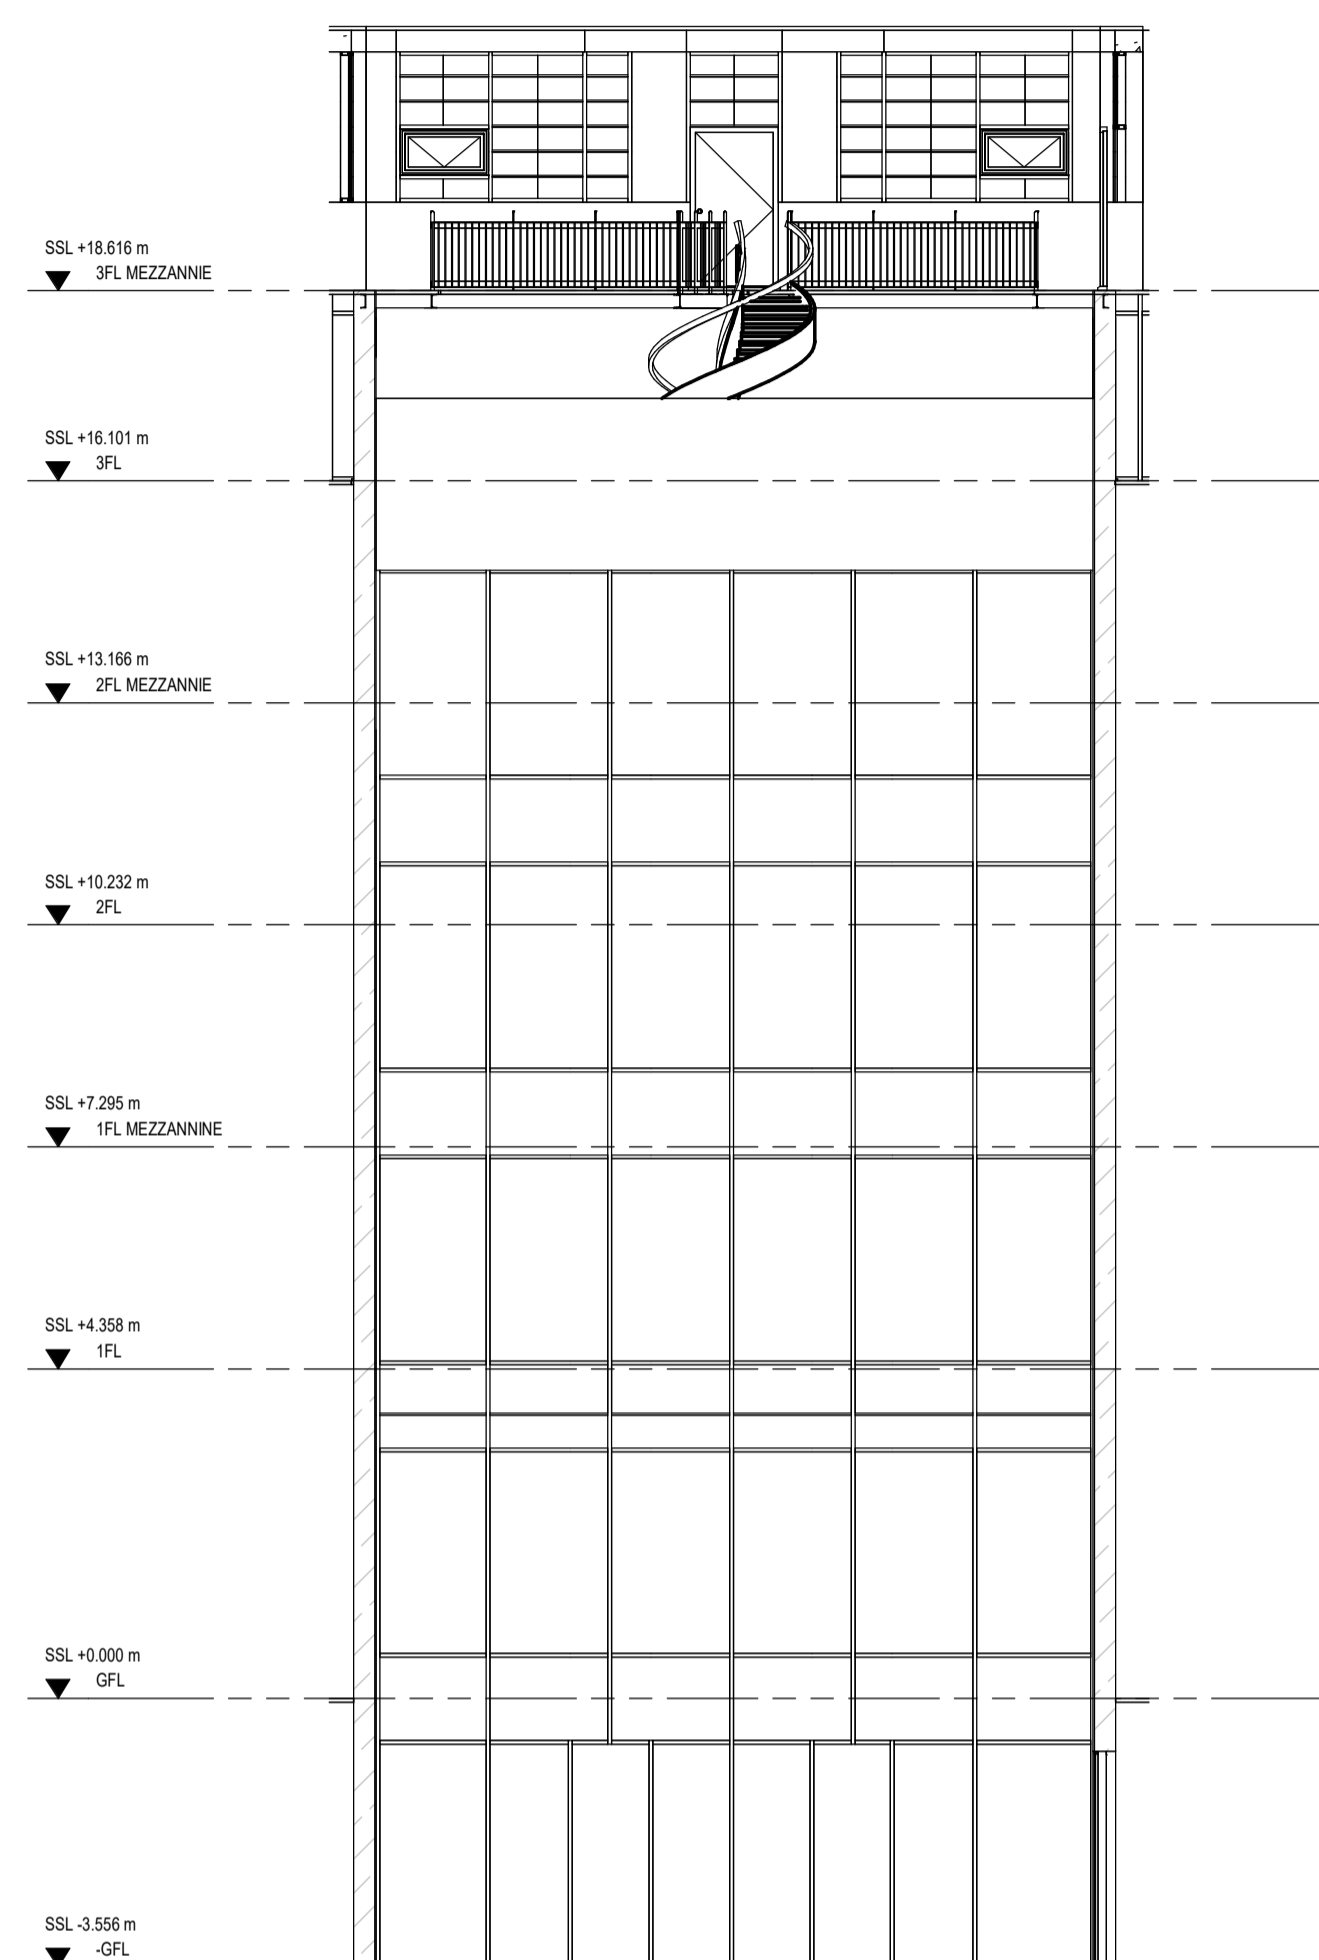 SSL +18.616 m
3FL MEZZANNIE
SSL +16.101 m
3FL
SSL +13.166 m
2FL MEZZANNIE
SSL +10.232 m
2FL
SSL +7.295 m
1FL MEZZANNINE
SSL +4.358 m
1FL
SSL +0.000 m
GFL
SSL -3.556 m
-GFL